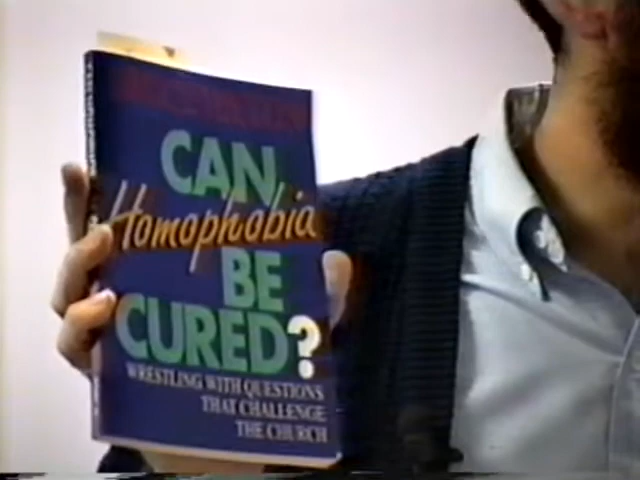 CAN
Homophobia
BE
CURED?
WRESTLING WITH QUESTIONS
THAT CHALLENGE
THE CHURCH